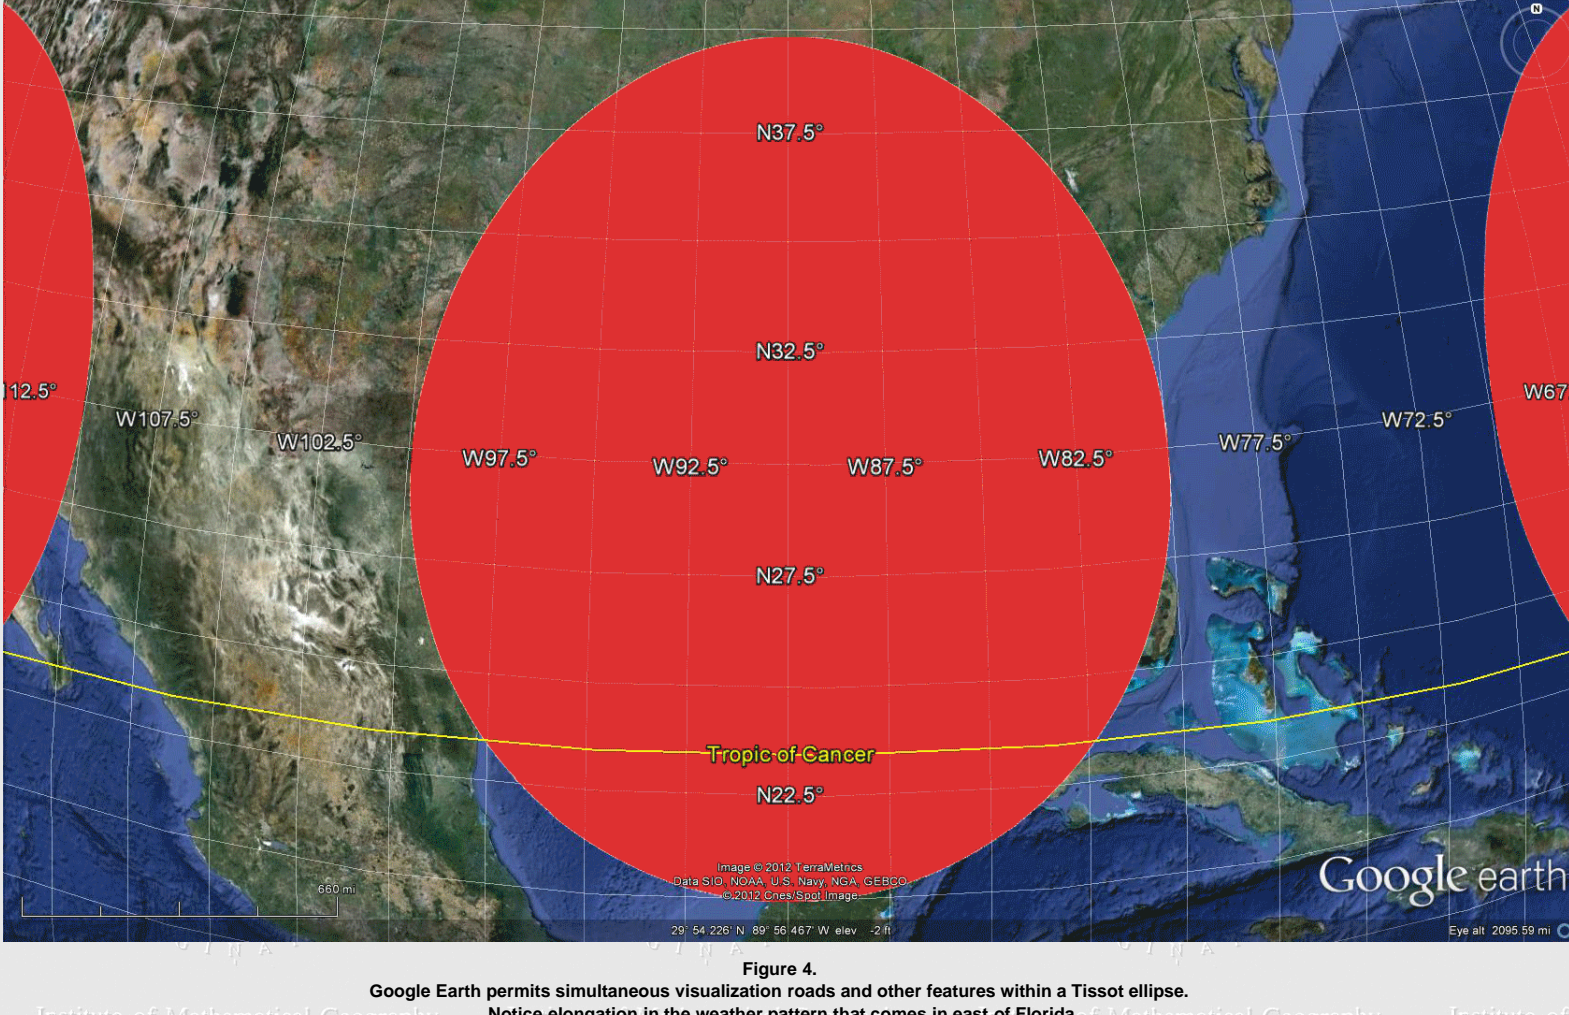 N
N37.5°
N32.5°
12.5°
W67
W107.5°
W72.5°
W102.5°
W77.5°
W97.5°
W82.5°
W92.5°
W87.5°
N27.5°
Tropic of Cancer
N22.5°
Image © 2012 TerraMetrics
Data SIO, NOAA, U.S. Navy, NGA, GEBCO
© 2012 Cnes/Spot Image
Google earth
660 mi
29° 54.226' N 89° 56.467' W elev -2 ft
Eye alt 2095.59 mi
Figure 4.
Google Earth permits simultaneous visualization roads and other features within a Tissot ellipse.
Notice elongation in the weather pattern that comes in east of Florida